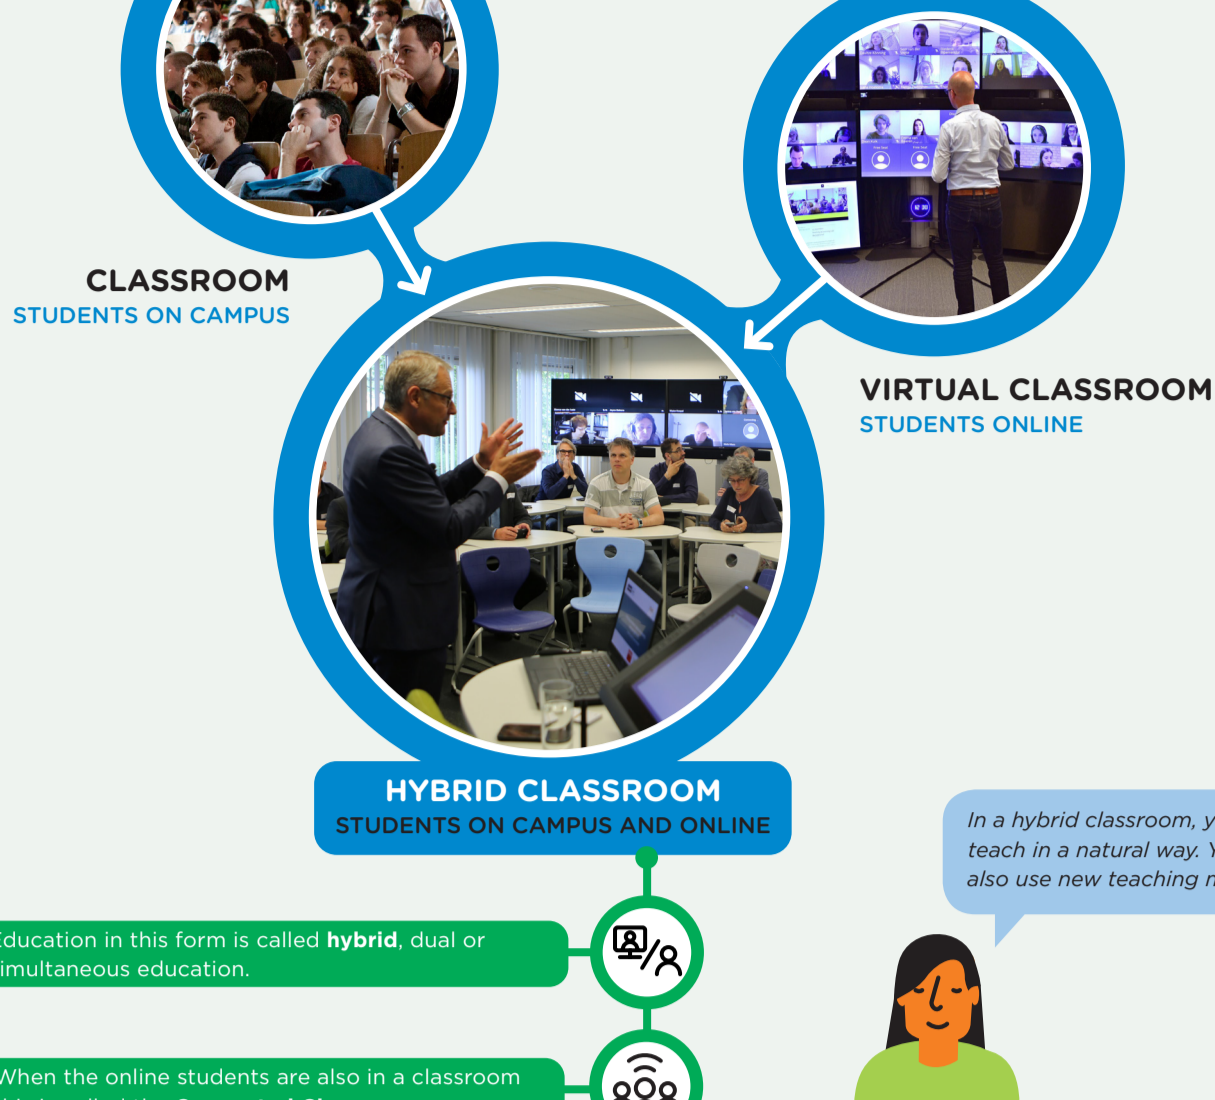 CLASSROOM
STUDENTS ON CAMPUS
VIRTUAL CLASSROOM
STUDENTS ONLINE
HYBRID CLASSROOM
STUDENTS ON CAMPUS AND ONLINE
In a hybrid classroom, y
teach in a natural way. Y
also use new teaching
Education in this form is called hybrid, dual or
imultaneous education.
When the online students are also in a classroom